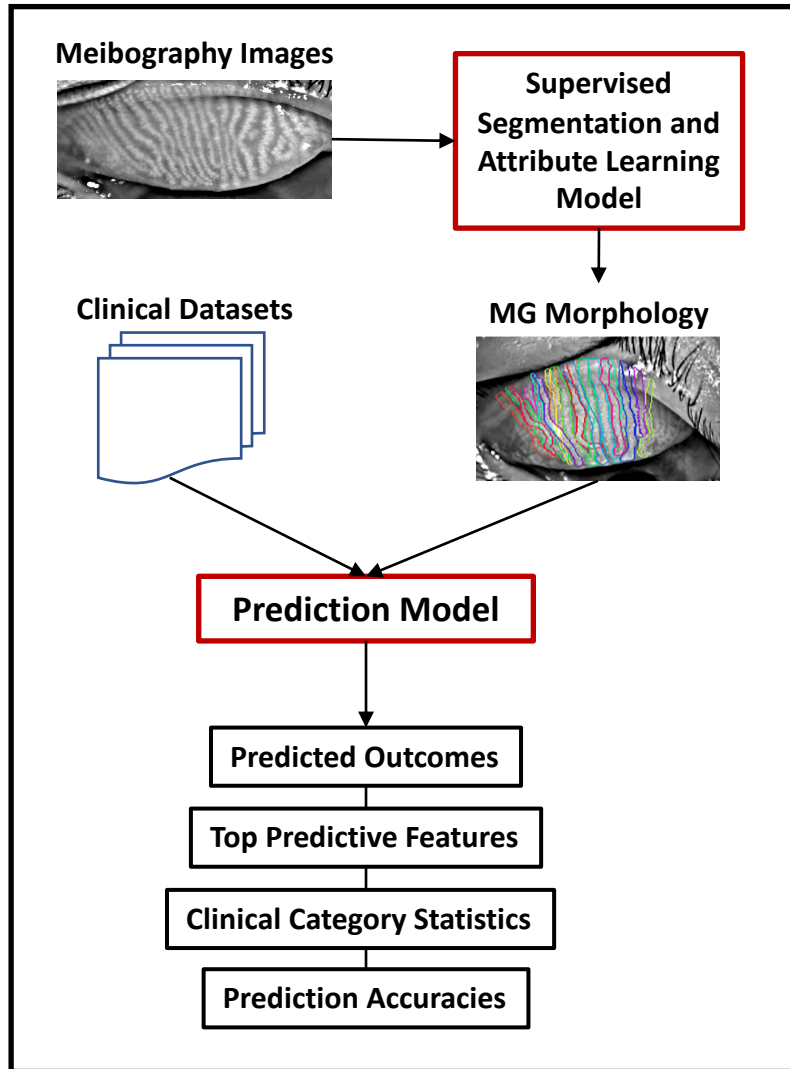 Meibography Images
Supervised
Segmentation and
Attribute Learning
Model
Clinical Datasets
MG Morphology
Prediction Model
Predicted Outcomes
Top Predictive Features
Clinical Category Statistics
Prediction Accuracies